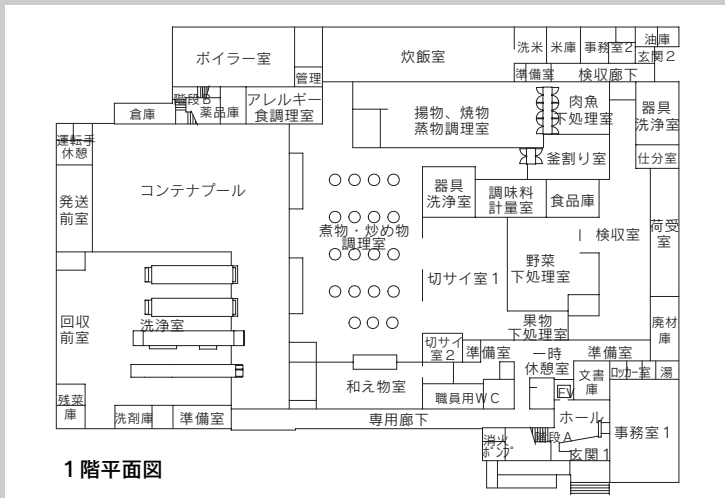 ボイラー室
管理
炊飯室
洗米
米庫
事務室2
油庫
玄関2
準備室
検収廊下
倉庫
階段B
薬品庫
アレルギー
食調理室
揚物、焼物
蒸物調理室
肉魚
下処理室
器具
洗浄室
運転手
休憩
コンテナプール
釜割り室
仕分室
発送
前室
器具
洗浄室
調味料
計量室
食品庫
煮物・炒め物
調理室
検収室
荷受
室
切サイ室1
野菜
下処理室
回収
前室
洗浄室
果物
下処理室
廃材
庫
切サイ
室2
準備室
一時
休憩室
準備室
和え物室
職員用WC
EV
文書
庫
ロッカー室
湯
残菜
庫
洗剤庫
準備室
専用廊下
ホール
消火
ポンプ
階段A
玄関1
事務室1
1階平面図